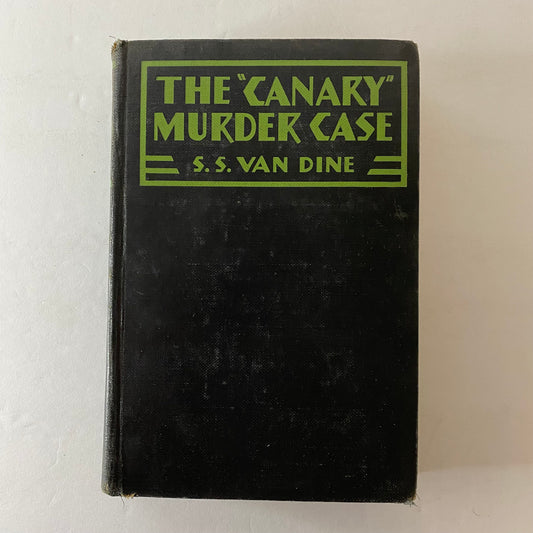 THE "CANARY"
MURDER CASE
S. S. VAN DINE